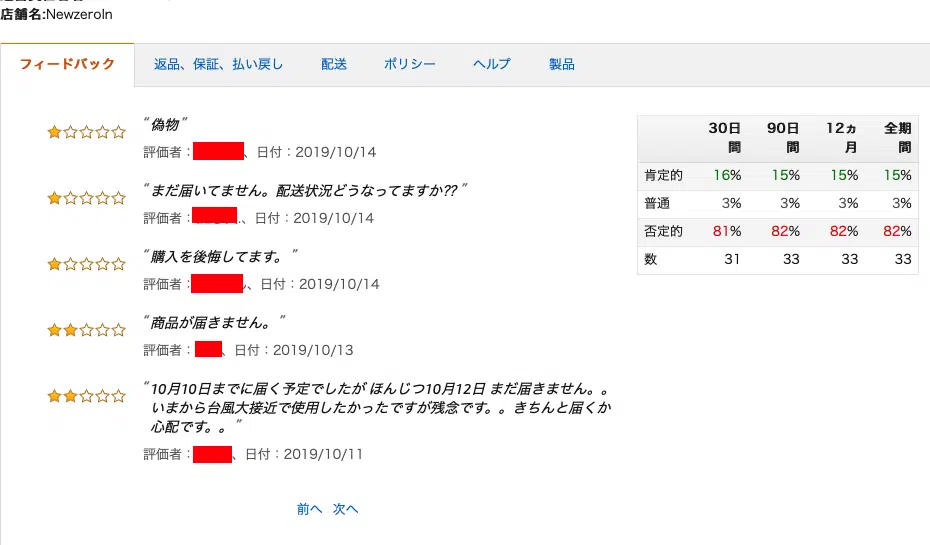 店舗名:Newzeroln
フィードバック 返品、保証、払い戻し 配送 ポリシー ヘルプ 製品
“偽物”
評価者：、日付：2019/10/14
“まだ届いてません。配送状況どうなってますか??”
評価者：、日付：2019/10/14
“購入を後悔してます。”
評価者：、日付：2019/10/14
“商品が届きません。”
評価者：、日付：2019/10/13
“10月10日までに届く予定でしたが ほんじつ10月12日 まだ届きません。。
いまから台風大接近で使用したかったですが残念です。。きちんと届くか
心配です。。”
評価者：、日付：2019/10/11
前へ 次へ
30日間 90日間 12ヵ月 全期間
肯定的 16% 15% 15% 15%
普通 3% 3% 3% 3%
否定的 81% 82% 82% 82%
数 31 33 33 33